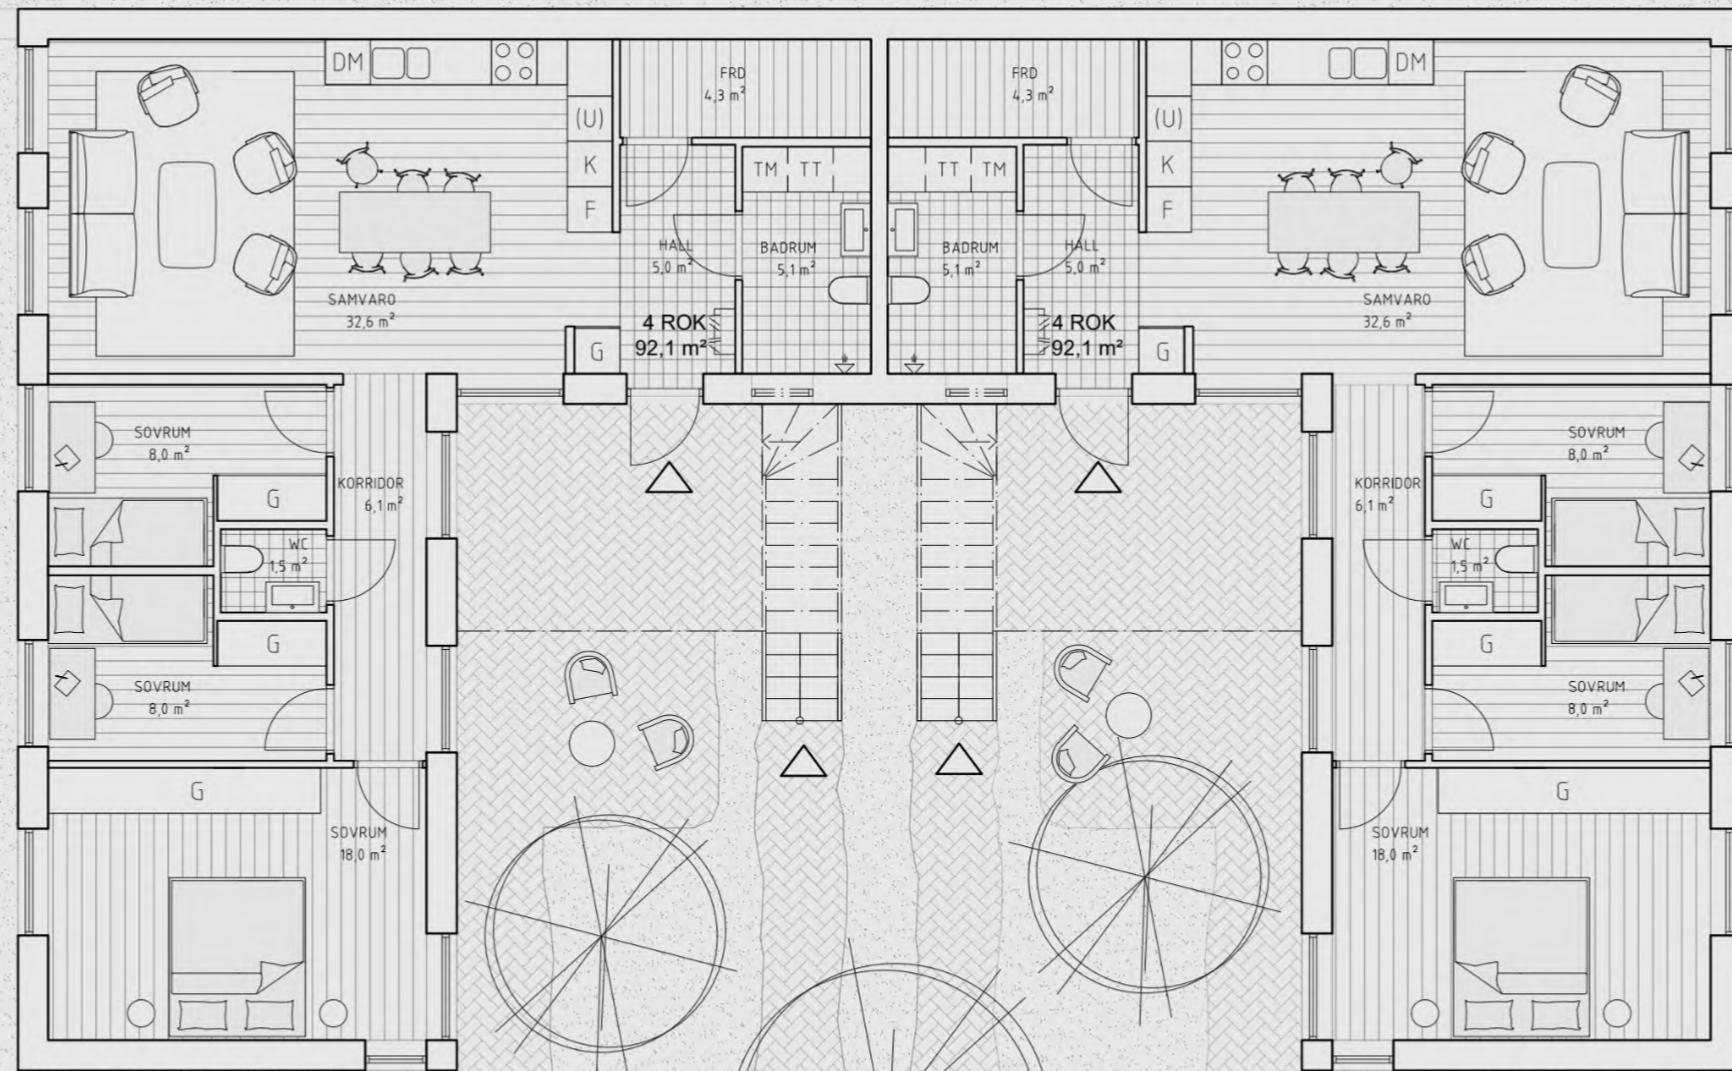 DM
FRD
4,3 m²
FRD
4,3 m²
DM
(U)
K
F
TM TT
TT TM
(U)
K
F
HALL
5,0 m²
BADRUM
5,1 m²
BADRUM
5,1 m²
HALL
5,0 m²
SAMVARO
32,6 m²
SAMVARO
32,6 m²
4 ROK
92,1 m²
4 ROK
92,1 m²
G
G
SOVRUM
8,0 m²
SOVRUM
8,0 m²
G
KORRIDOR
6,1 m²
KORRIDOR
6,1 m²
G
WC
1,5 m²
WC
1,5 m²
G
G
SOVRUM
8,0 m²
SOVRUM
8,0 m²
G
G
SOVRUM
18,0 m²
SOVRUM
18,0 m²